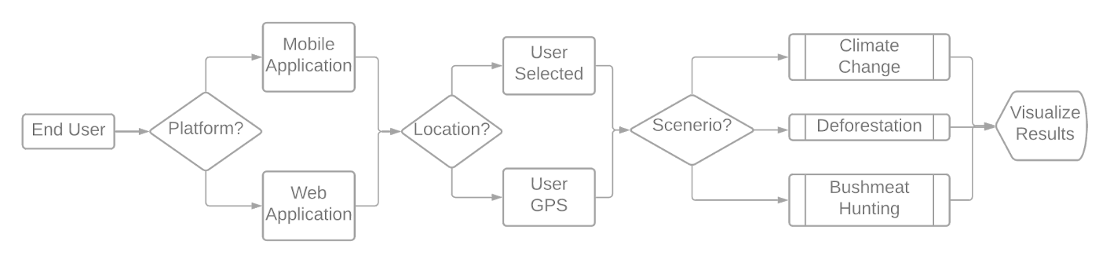 End User
Platform?
Mobile
Application
Web
Application
Location?
User
Selected
User
GPS
Scenerio?
Climate
Change
Deforestation
Bushmeat
Hunting
Visualize
Results